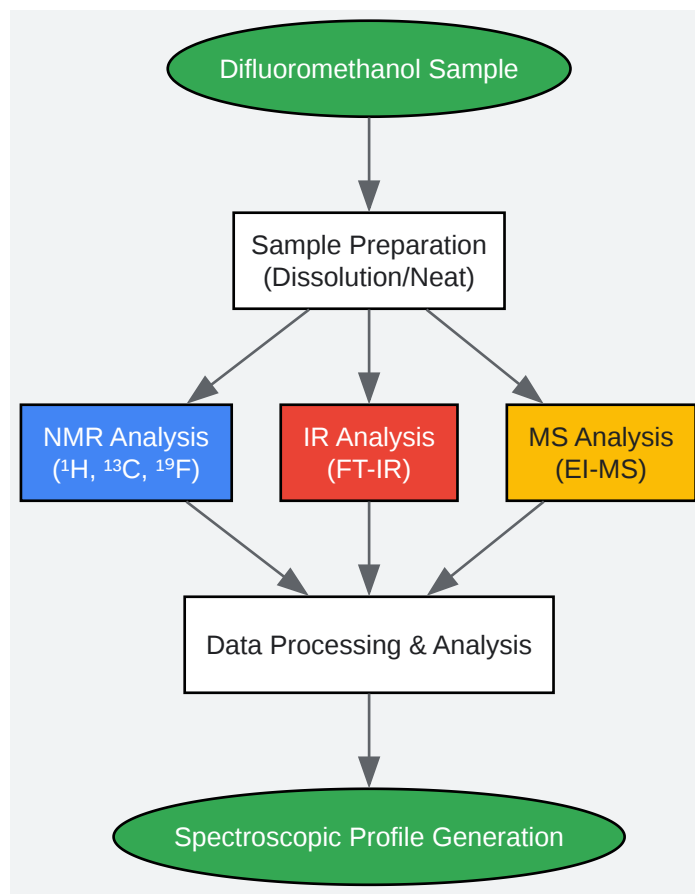 Difluoromethanol Sample
Sample Preparation
(Dissolution/Neat)
NMR Analysis
(¹H, ¹³C, ¹⁹F)
IR Analysis
(FT-IR)
MS Analysis
(EI-MS)
Data Processing & Analysis
Spectroscopic Profile Generation